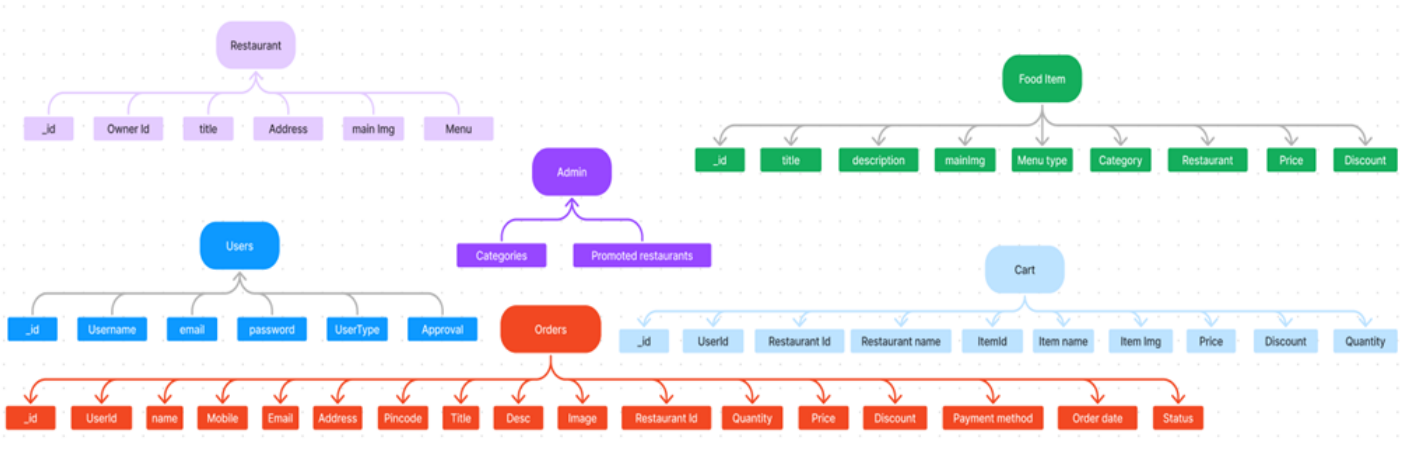 Restaurant
_id
Owner Id
title
Address
main Img
Menu
Food Item
_id
title
description
mainImg
Menu type
Category
Restaurant
Price
Discount
Admin
Categories
Promoted restaurants
Users
_id
Username
email
password
UserType
Approval
Cart
_id
UserId
Restaurant Id
Restaurant name
ItemId
Item name
Item Img
Price
Discount
Quantity
Orders
_id
UserId
name
Mobile
Email
Address
Pincode
Title
Desc
Image
Restaurant Id
Quantity
Price
Discount
Payment method
Order date
Status